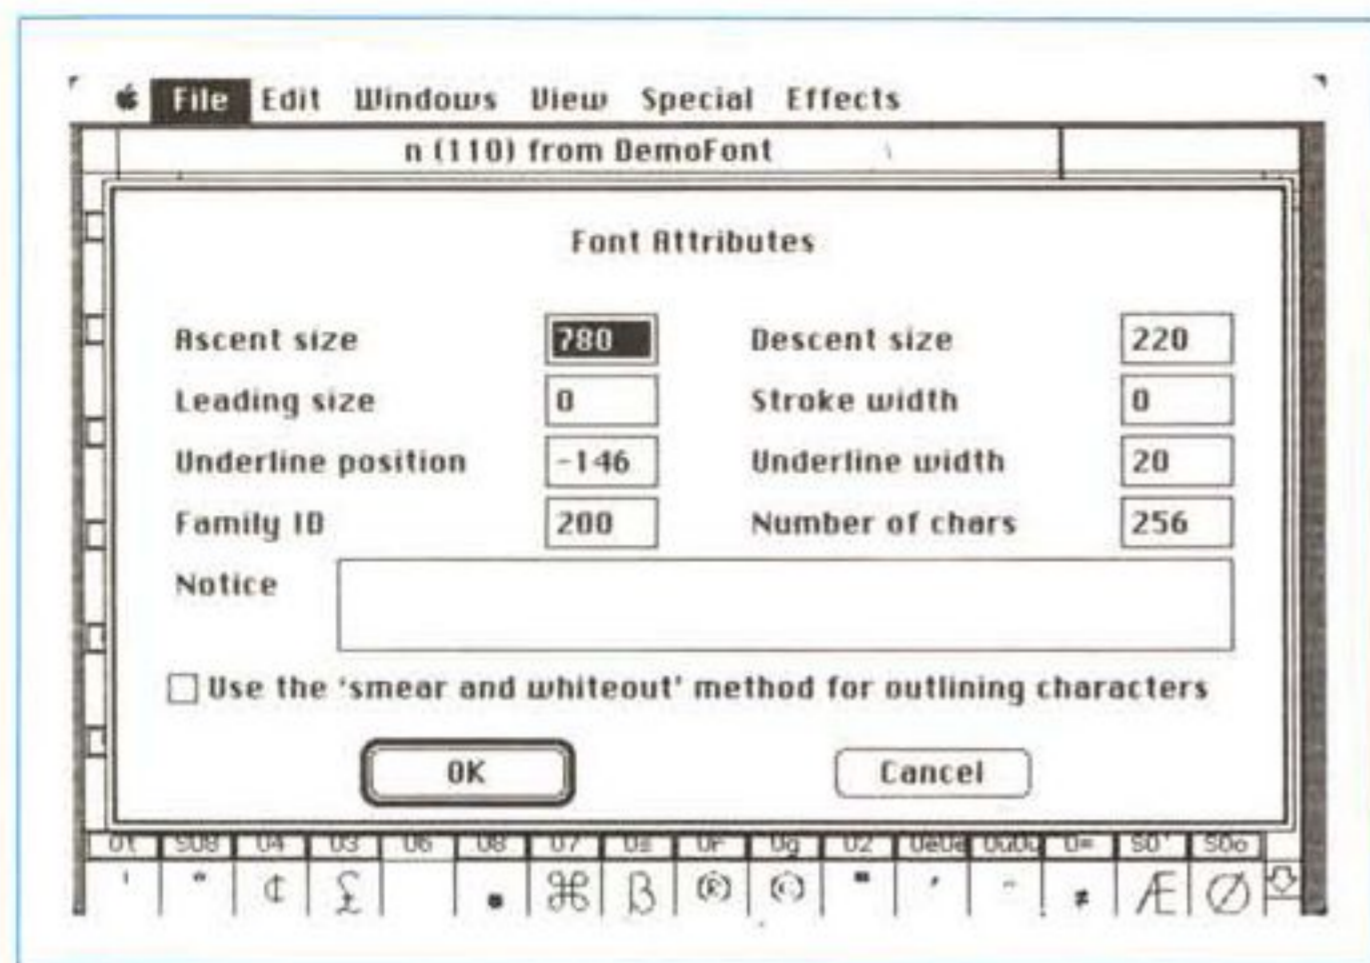 File Edit Windows View Special Effects
n (110) from DemoFont
Font Attributes
Ascent size 780 Descent size 220
Leading size 0 Stroke width 0
Underline position -146 Underline width 20
Family ID 200 Number of chars 256
Notice
Use the ‘smear and whiteout’ method for outlining characters
OK Cancel
¢ £ ⌘ β ® © ≠ Æ Ø